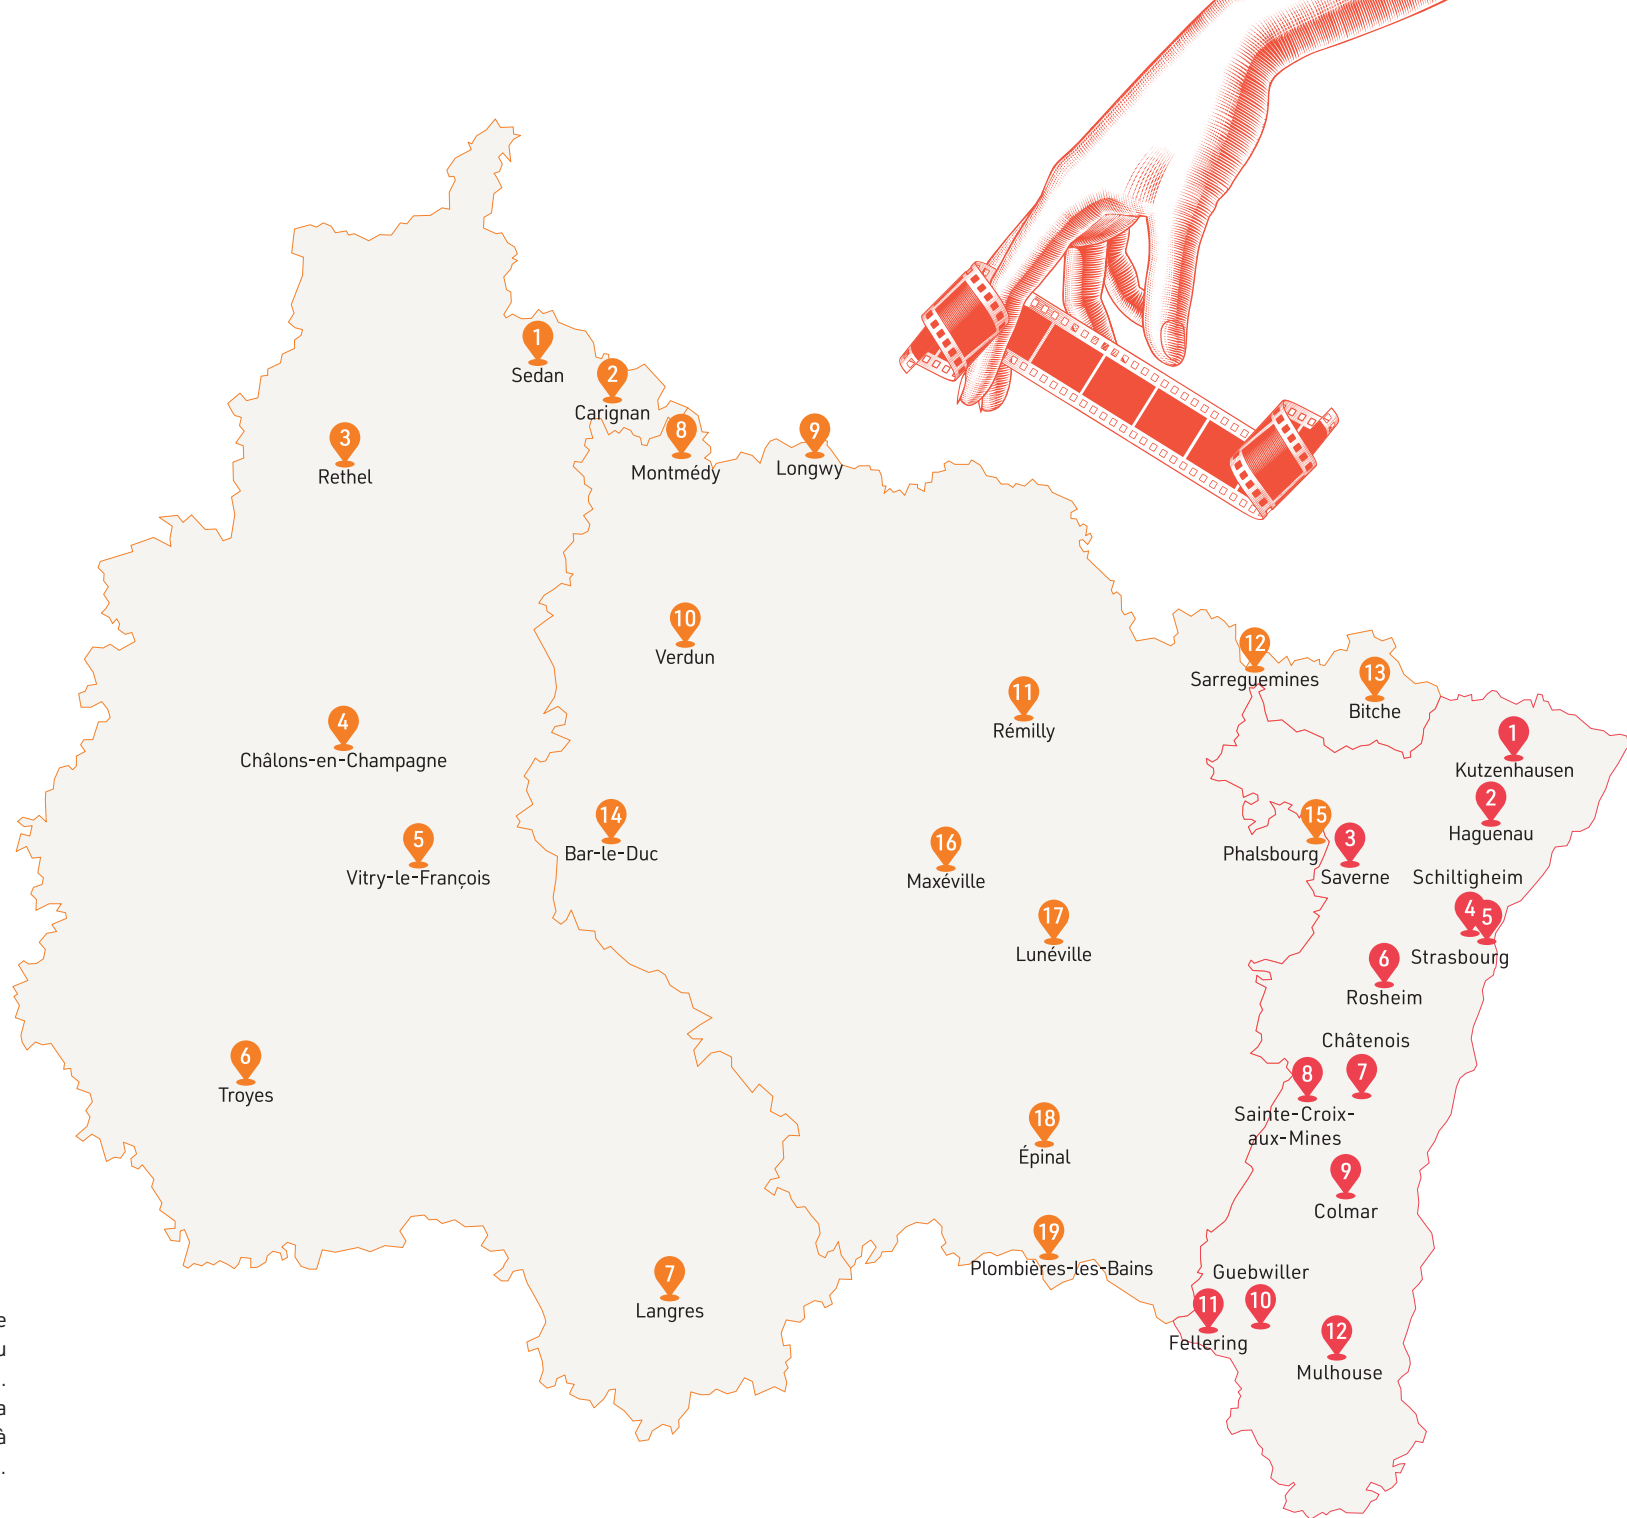 1
Sedan
2
Carignan
3
Rethel
8
Montmédy
9
Longwy
10
Verdun
11
Rémilly
12
Sarreguemines
13
Bitche
4
Châlons-en-Champagne
5
Vitry-le-François
14
Bar-le-Duc
16
Maxéville
15
Phalsbourg
17
Lunéville
6
Troyes
18
Épinal
19
Plombières-les-Bains
7
Langres
1
Kutzenhausen
2
Haguenau
3
Saverne
Schiltigheim
4
5
Strasbourg
6
Rosheim
Châtenois
7
8
Sainte-Croix-
aux-Mines
9
Colmar
Guebwiller
10
11
Fellering
12
Mulhouse
e
u
.
a
à
.